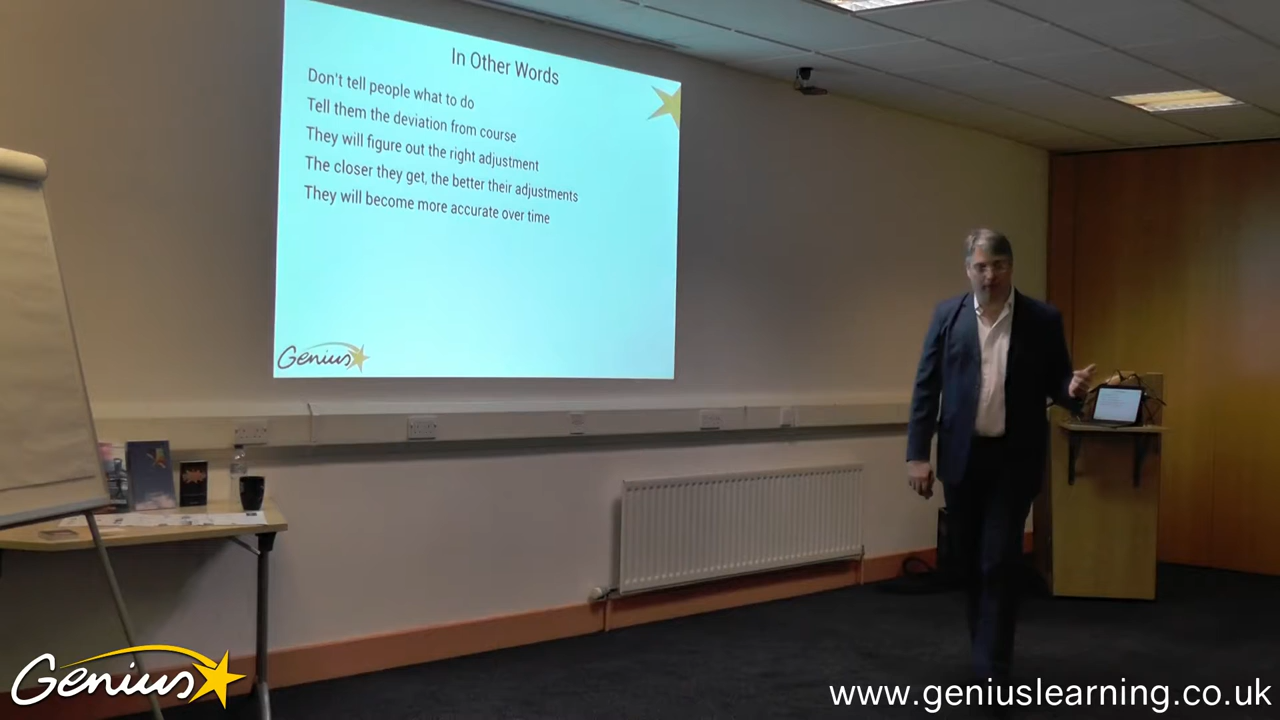 In Other Words
Don't tell people what to do
Tell them the deviation from course
They will figure out the right adjustment
The closer they get, the better their adjustments
They will become more accurate over time
Genius
Genius
www.geniuslearning.co.uk